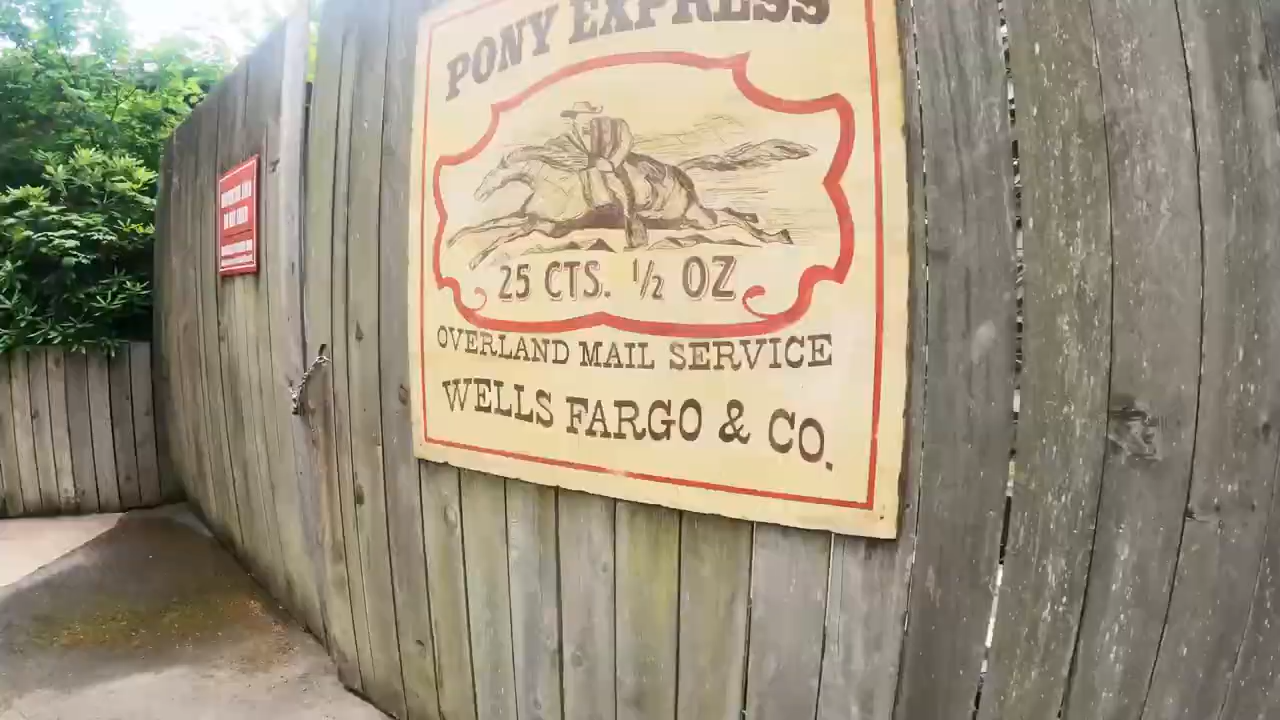 PONY EXPRESS
25 CTS. ½ OZ
OVERLAND MAIL SERVICE
WELLS FARGO & CO.